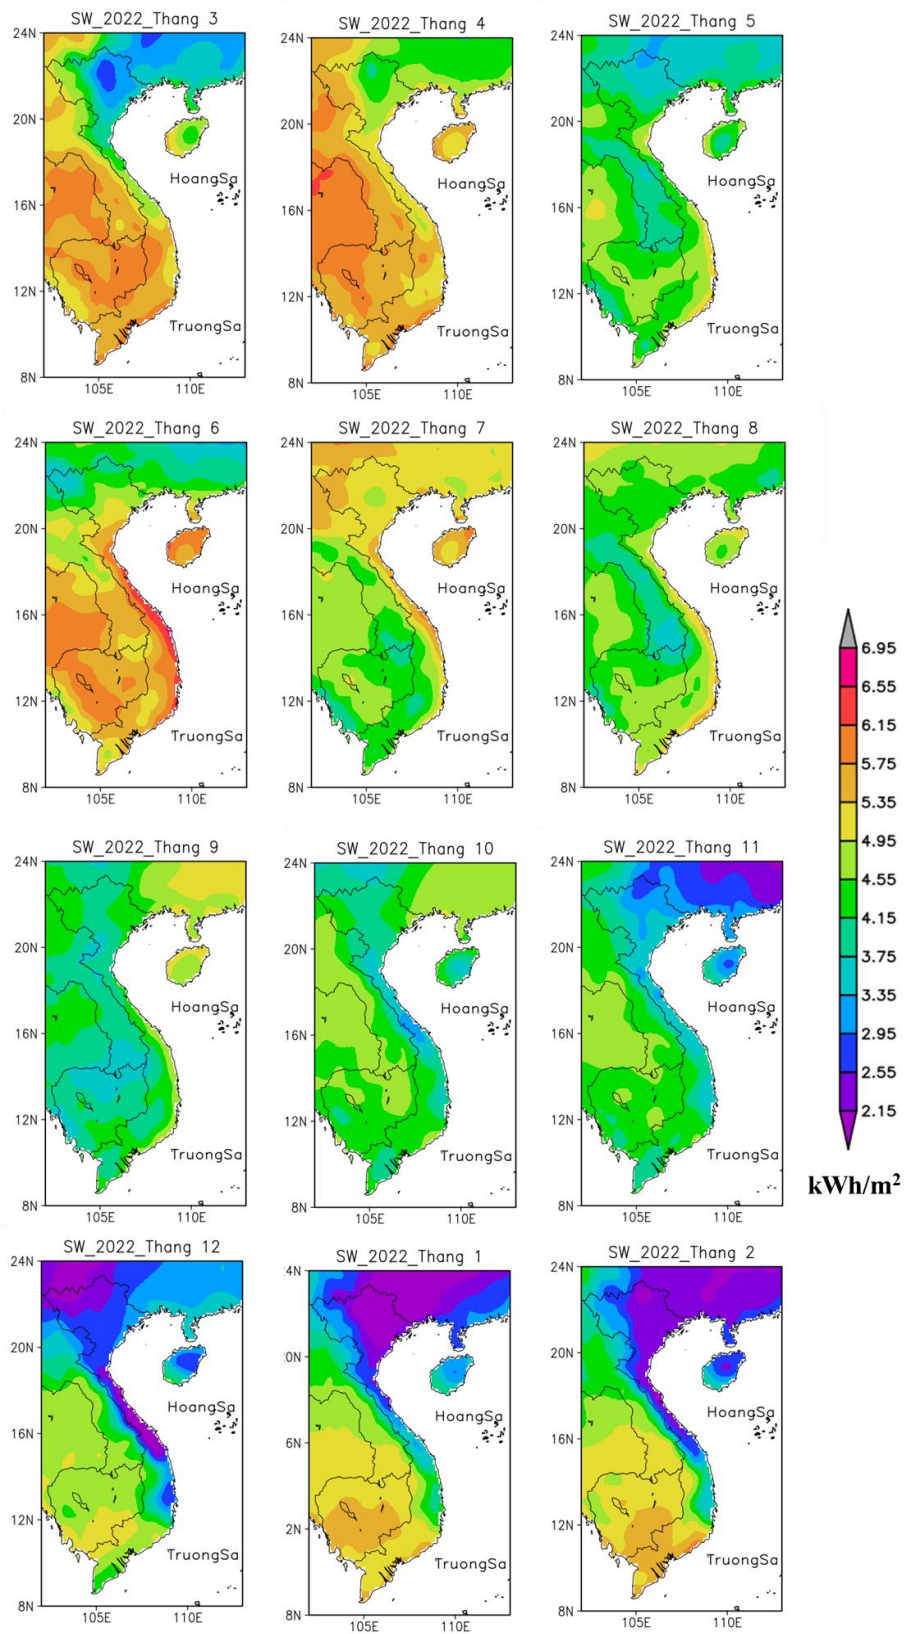 SW_2022_Thang 3
24N
20N
16N
12N
8N
105E
110E
HoangSa
TruongSa
SW_2022_Thang 4
24N
20N
16N
12N
8N
105E
110E
HoangSa
TruongSa
SW_2022_Thang 5
24N
20N
16N
12N
8N
105E
110E
HoangSa
TruongSa
SW_2022_Thang 6
24N
20N
16N
12N
8N
105E
110E
HoangSa
TruongSa
SW_2022_Thang 7
24N
20N
16N
12N
8N
105E
110E
HoangSa
TruongSa
SW_2022_Thang 8
24N
20N
16N
12N
8N
105E
110E
HoangSa
TruongSa
6.95
6.55
6.15
5.75
5.35
4.95
4.55
4.15
3.75
3.35
2.95
2.55
2.15
kWh/m²
SW_2022_Thang 9
24N
20N
16N
12N
8N
105E
110E
HoangSa
TruongSa
SW_2022_Thang 10
24N
20N
16N
12N
8N
105E
110E
HoangSa
TruongSa
SW_2022_Thang 11
24N
20N
16N
12N
8N
105E
110E
HoangSa
TruongSa
SW_2022_Thang 12
24N
20N
16N
12N
8N
105E
110E
HoangSa
TruongSa
SW_2022_Thang 1
4N
0N
6N
2N
8N
105E
110E
HoangSa
TruongSa
SW_2022_Thang 2
24N
20N
16N
12N
8N
105E
110E
HoangSa
TruongSa